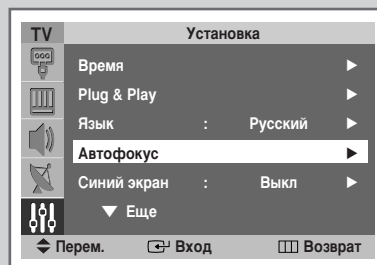 TV Установка
Время
Plug & Play
Язык : Русский
Автофокус
Синий экран : Выкл
Еще
Перем. Вход Возврат